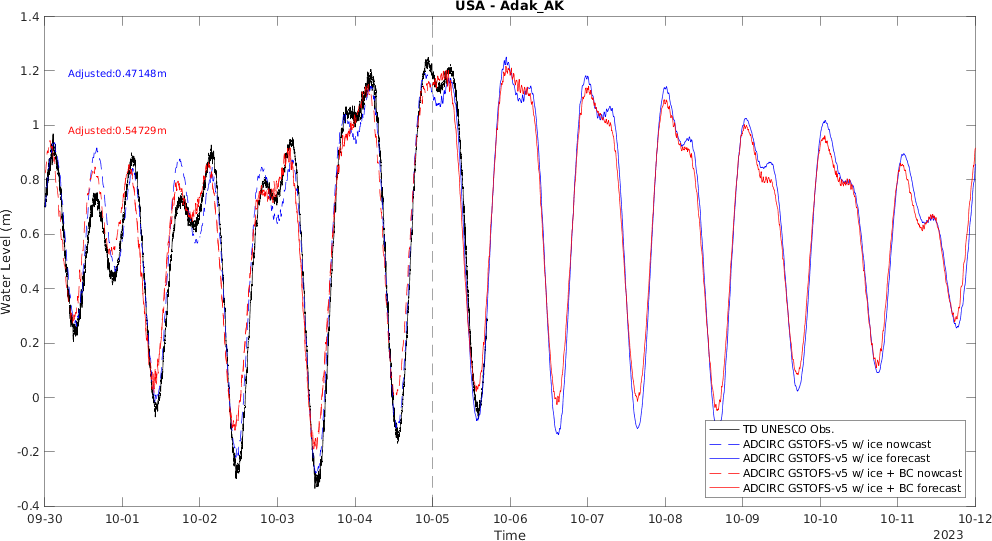 USA - Adak_AK
1.4
1.2
1
0.8
0.6
0.4
0.2
0
-0.2
-0.4
Water Level (m)
Adjusted:0.47148m
Adjusted:0.54729m
TD UNESCO Obs.
ADCIRC GSTOFS-v5 w/ ice nowcast
ADCIRC GSTOFS-v5 w/ ice forecast
ADCIRC GSTOFS-v5 w/ ice + BC nowcast
ADCIRC GSTOFS-v5 w/ ice + BC forecast
09-30 10-01 10-02 10-03 10-04 10-05 10-06 10-07 10-08 10-09 10-10 10-11 10-12
Time
2023